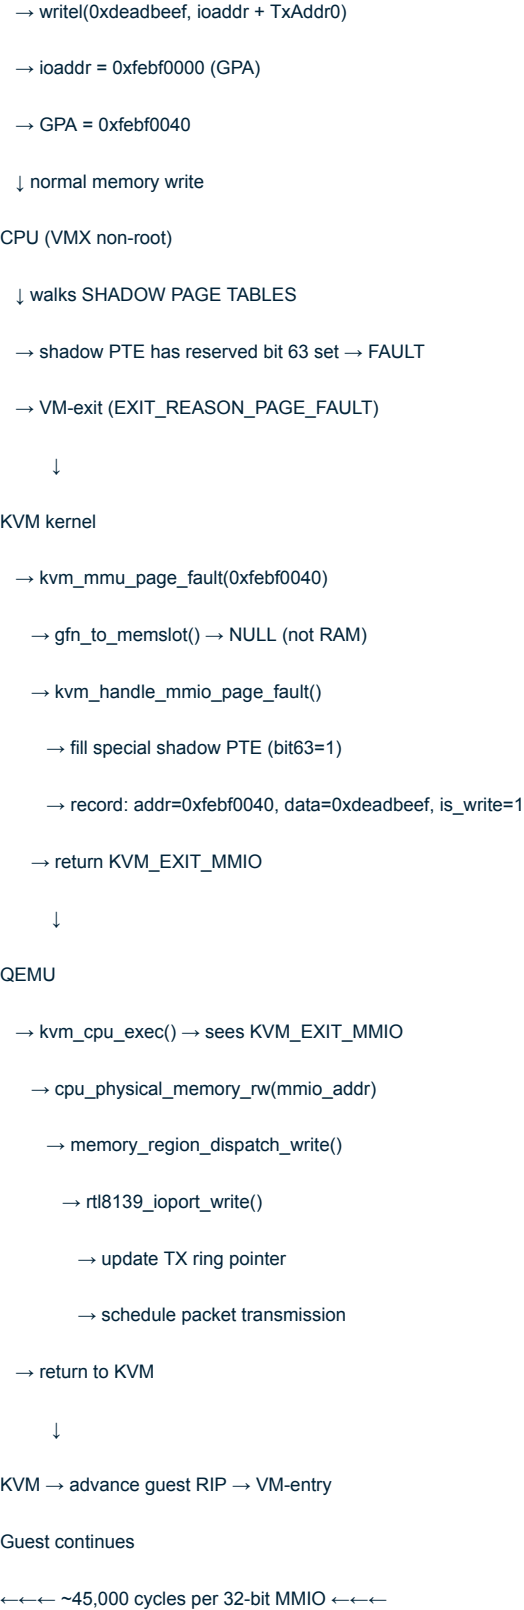 → writel(0xdeadbeef, ioaddr + TxAddr0)
→ ioaddr = 0xfebf0000 (GPA)
→ GPA = 0xfebf0040
↓ normal memory write
CPU (VMX non-root)
↓ walks SHADOW PAGE TABLES
→ shadow PTE has reserved bit 63 set → FAULT
→ VM-exit (EXIT_REASON_PAGE_FAULT)
↓
KVM kernel
→ kvm_mmu_page_fault(0xfebf0040)
→ gfn_to_memslot() → NULL (not RAM)
→ kvm_handle_mmio_page_fault()
→ fill special shadow PTE (bit63=1)
→ record: addr=0xfebf0040, data=0xdeadbeef, is_write=1
→ return KVM_EXIT_MMIO
↓
QEMU
→ kvm_cpu_exec() → sees KVM_EXIT_MMIO
→ cpu_physical_memory_rw(mmio_addr)
→ memory_region_dispatch_write()
→ rtl8139_ioport_write()
→ update TX ring pointer
→ schedule packet transmission
→ return to KVM
↓
KVM → advance guest RIP → VM-entry
Guest continues
←←← ~45,000 cycles per 32-bit MMIO ←←←